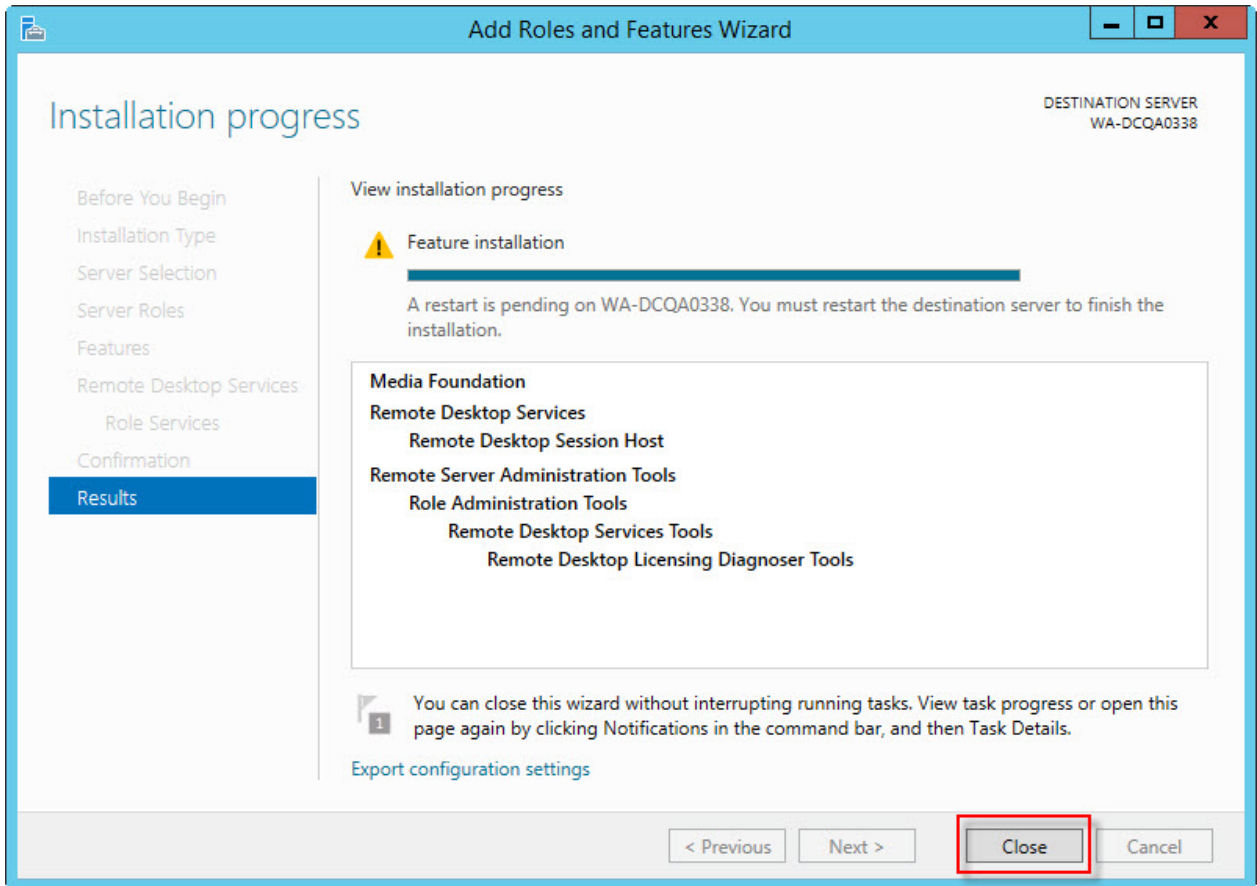 Add Roles and Features Wizard
Installation progress
DESTINATION SERVER
WA-DCQA0338
Before You Begin
Installation Type
Server Selection
Server Roles
Features
Remote Desktop Services
Role Services
Confirmation
Results
View installation progress
Feature installation
A restart is pending on WA-DCQA0338. You must restart the destination server to finish the
installation.
Media Foundation
Remote Desktop Services
Remote Desktop Session Host
Remote Server Administration Tools
Role Administration Tools
Remote Desktop Services Tools
Remote Desktop Licensing Diagnoser Tools
1
You can close this wizard without interrupting running tasks. View task progress or open this
page again by clicking Notifications in the command bar, and then Task Details.
Export configuration settings
< Previous
Next >
Close
Cancel